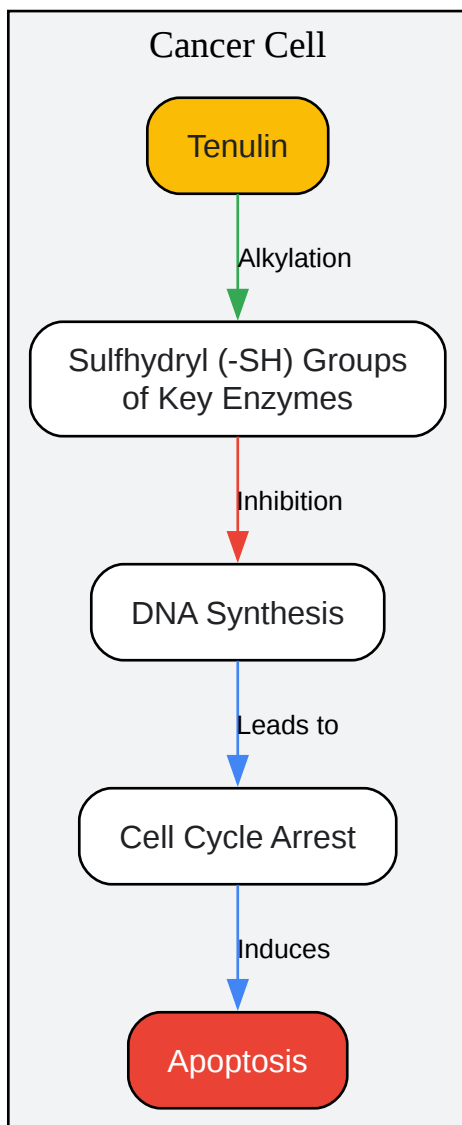 Cancer Cell
Tenulin
Alkylation
Sulfhydryl (-SH) Groups
of Key Enzymes
Inhibition
DNA Synthesis
Leads to
Cell Cycle Arrest
Induces
Apoptosis